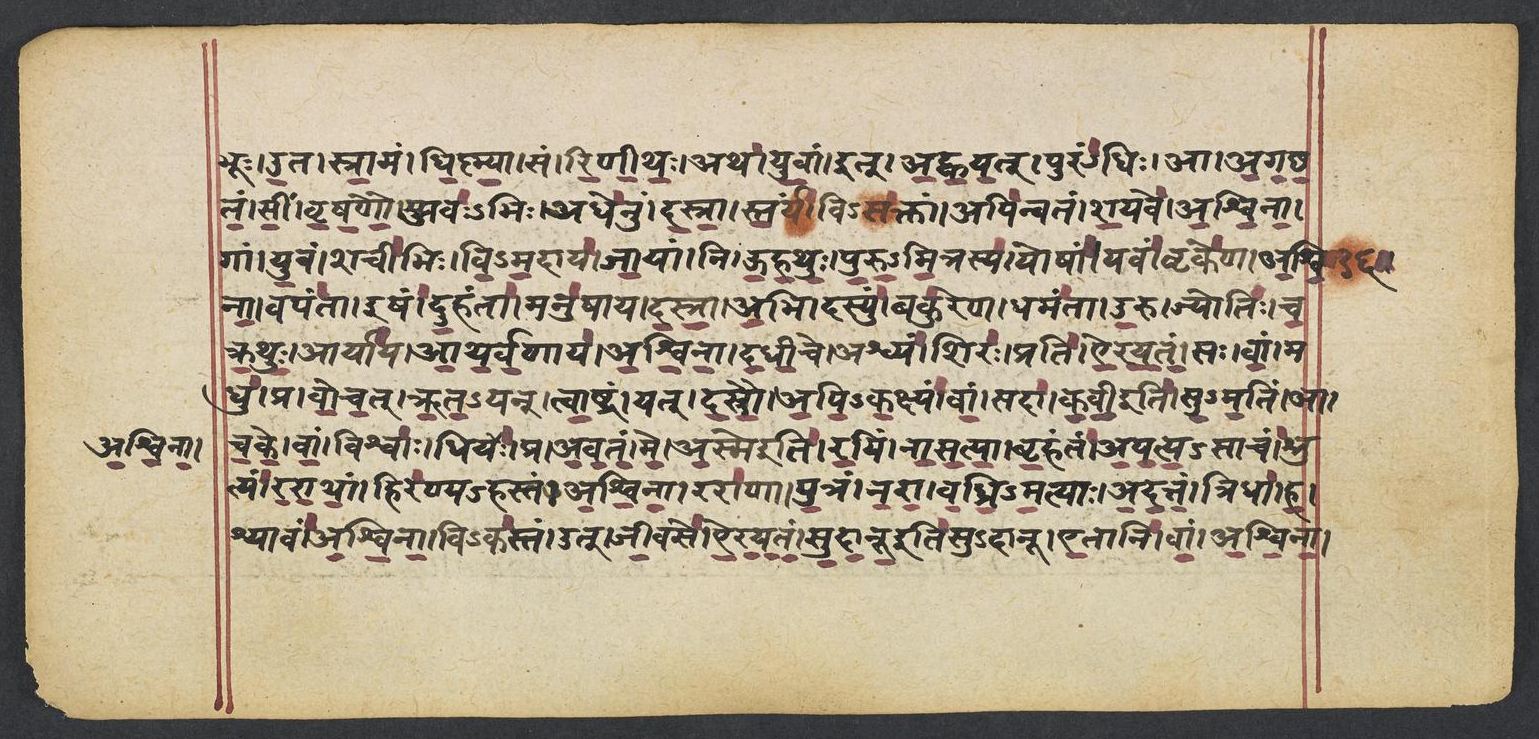 भूः।उत।स्रामं।धिष्ण्या।सं।रिणीथः।अथ।युवां।इत्।अह्वयत्।पुरंऽधिः।आ।अगछ
तं।सीं।वृषणौ।अवःऽभिः।अधेनुं।दस्रा।स्तर्यं।विऽसक्तां।अपिन्वतं।शयवे।अश्विना।
गां।युवं।शचीभिः।विऽमदाय।जायां।नि।ऊहथुः।पुरुऽमित्रस्य।योषां।यवं।वृकेण।अश्वि१६
ना।वपंता।इषं।दुहंता।मनुषाय।दस्रा।अभि।दस्युं।बकुरेण।धमंता।उरु।ज्योतिः।च
क्रथुः।आर्याय।आथर्वणाय।अश्विना।दधीचे।अश्व्यं।शिरः।प्रति।ऐरयतं।सः।वां।म
धु।प्र।वोचत्।ऋतऽयन्।त्वाष्ट्रं।यत्।दस्रौ।अपिऽकक्ष्यं।वां।सदा।कवी इति।सुऽमतिं।आ।
अश्विना। चके।वां।विश्वाः।धियः।प्र।अवतं।मे।अस्मे इति।रयिं।नासत्या।बृहंतं।अपत्यऽसाचं।श्रु
त्यं।रराथां।हिरण्यऽहस्तं।अश्विना।रराणा।पुत्रं।नरा।वध्रिऽमत्याः।अदत्तं।त्रिधा।ह।
श्यावं।अश्विना।विऽकस्तं।उत्।जीवसे।ऐरयतं।सुदानू इति सुऽदानू।एतानि।वां।अश्विना।